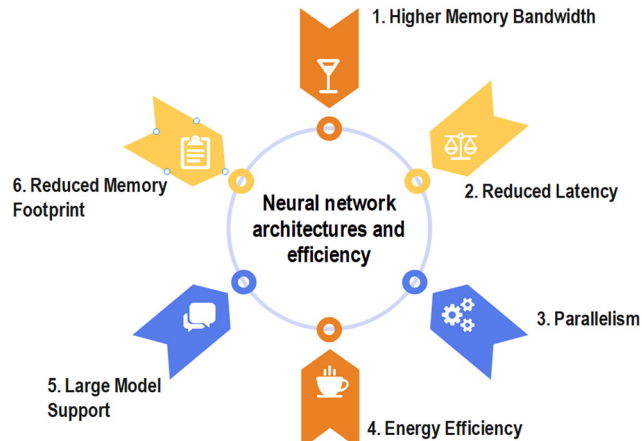 1. Higher Memory Bandwidth
2. Reduced Latency
3. Parallelism
4. Energy Efficiency
5. Large Model
Support
6. Reduced Memory
Footprint
Neural network
architectures and
efficiency